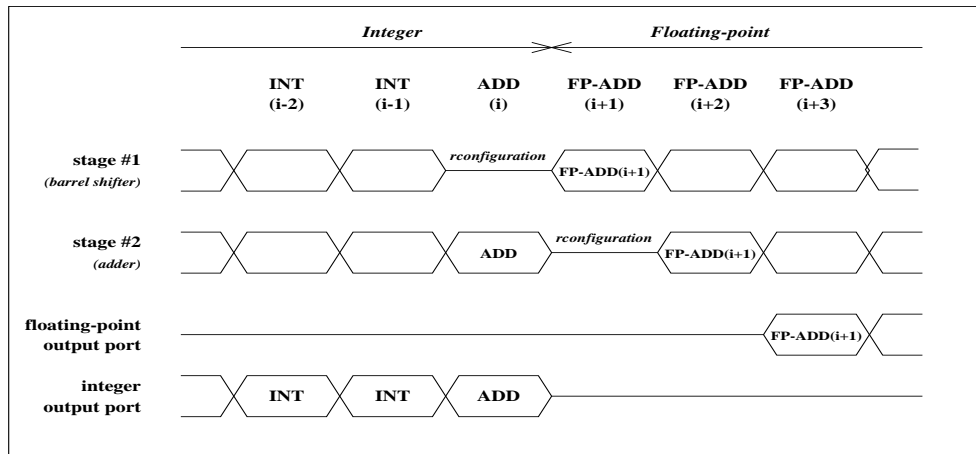 Integer Floating-point
INT INT ADD FP-ADD FP-ADD FP-ADD
(i-2) (i-1) (i) (i+1) (i+2) (i+3)
stage #1 rconfiguration FP-ADD(i+1)
(barrel shifter)
stage #2 ADD rconfiguration FP-ADD(i+1)
(adder)
floating-point
output port FP-ADD(i+1)
integer
output port INT INT ADD